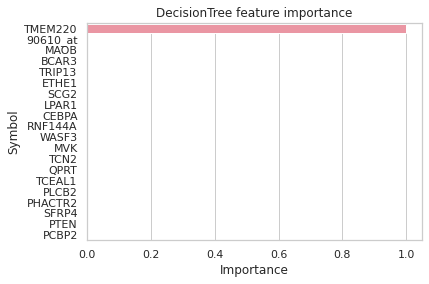 DecisionTree feature importance
TMEM220
90610_at
MAOB
BCAR3
TRIP13
ETHE1
SCG2
LPAR1
CEBPA
RNF144A
WASF3
MVK
TCN2
QPRT
TCEAL1
PLCB2
PHACTR2
SFRP4
PTEN
PCBP2
Symbol
0.0 0.2 0.4 0.6 0.8 1.0
Importance